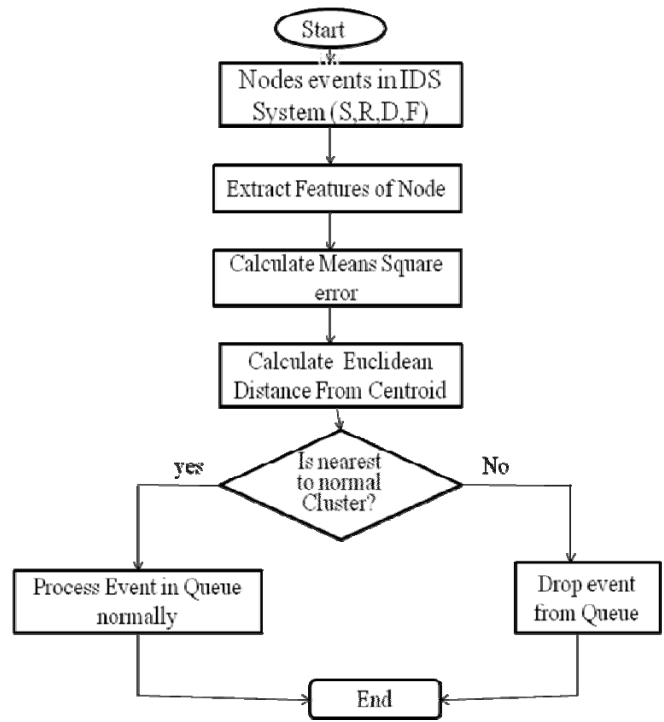 Start
Nodes events in IDS
System (S,R,D,F)
Extract Features of Node
Calculate Means Square
error
Calculate Euclidean
Distance From Centroid
Is nearest
to normal
Cluster?
yes
No
Process Event in Queue
normally
Drop event
from Queue
End